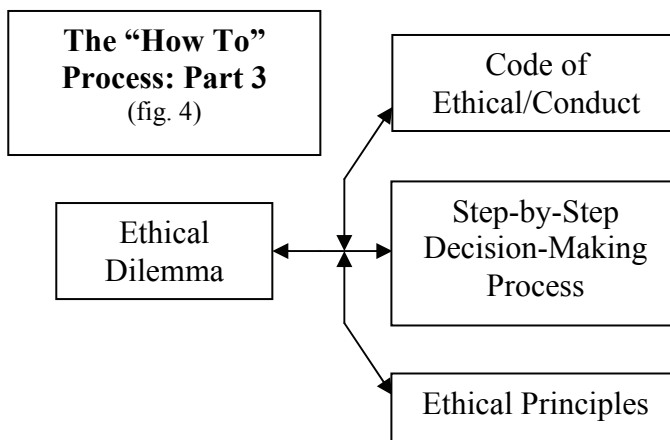 The “How To”
Process: Part 3
(fig. 4)
Code of
Ethical/Conduct
Ethical
Dilemma
Step-by-Step
Decision-Making
Process
Ethical Principles